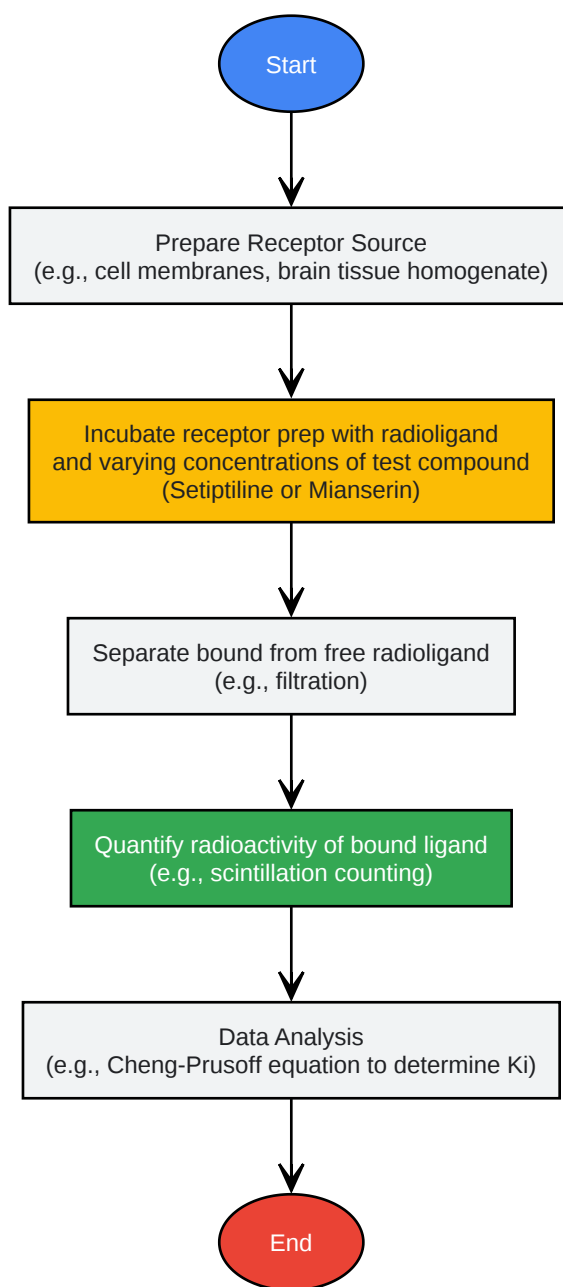 Start
Prepare Receptor Source
(e.g., cell membranes, brain tissue homogenate)
Incubate receptor prep with radioligand
and varying concentrations of test compound
(Setiptiline or Mianserin)
Separate bound from free radioligand
(e.g., filtration)
Quantify radioactivity of bound ligand
(e.g., scintillation counting)
Data Analysis
(e.g., Cheng-Prusoff equation to determine Ki)
End